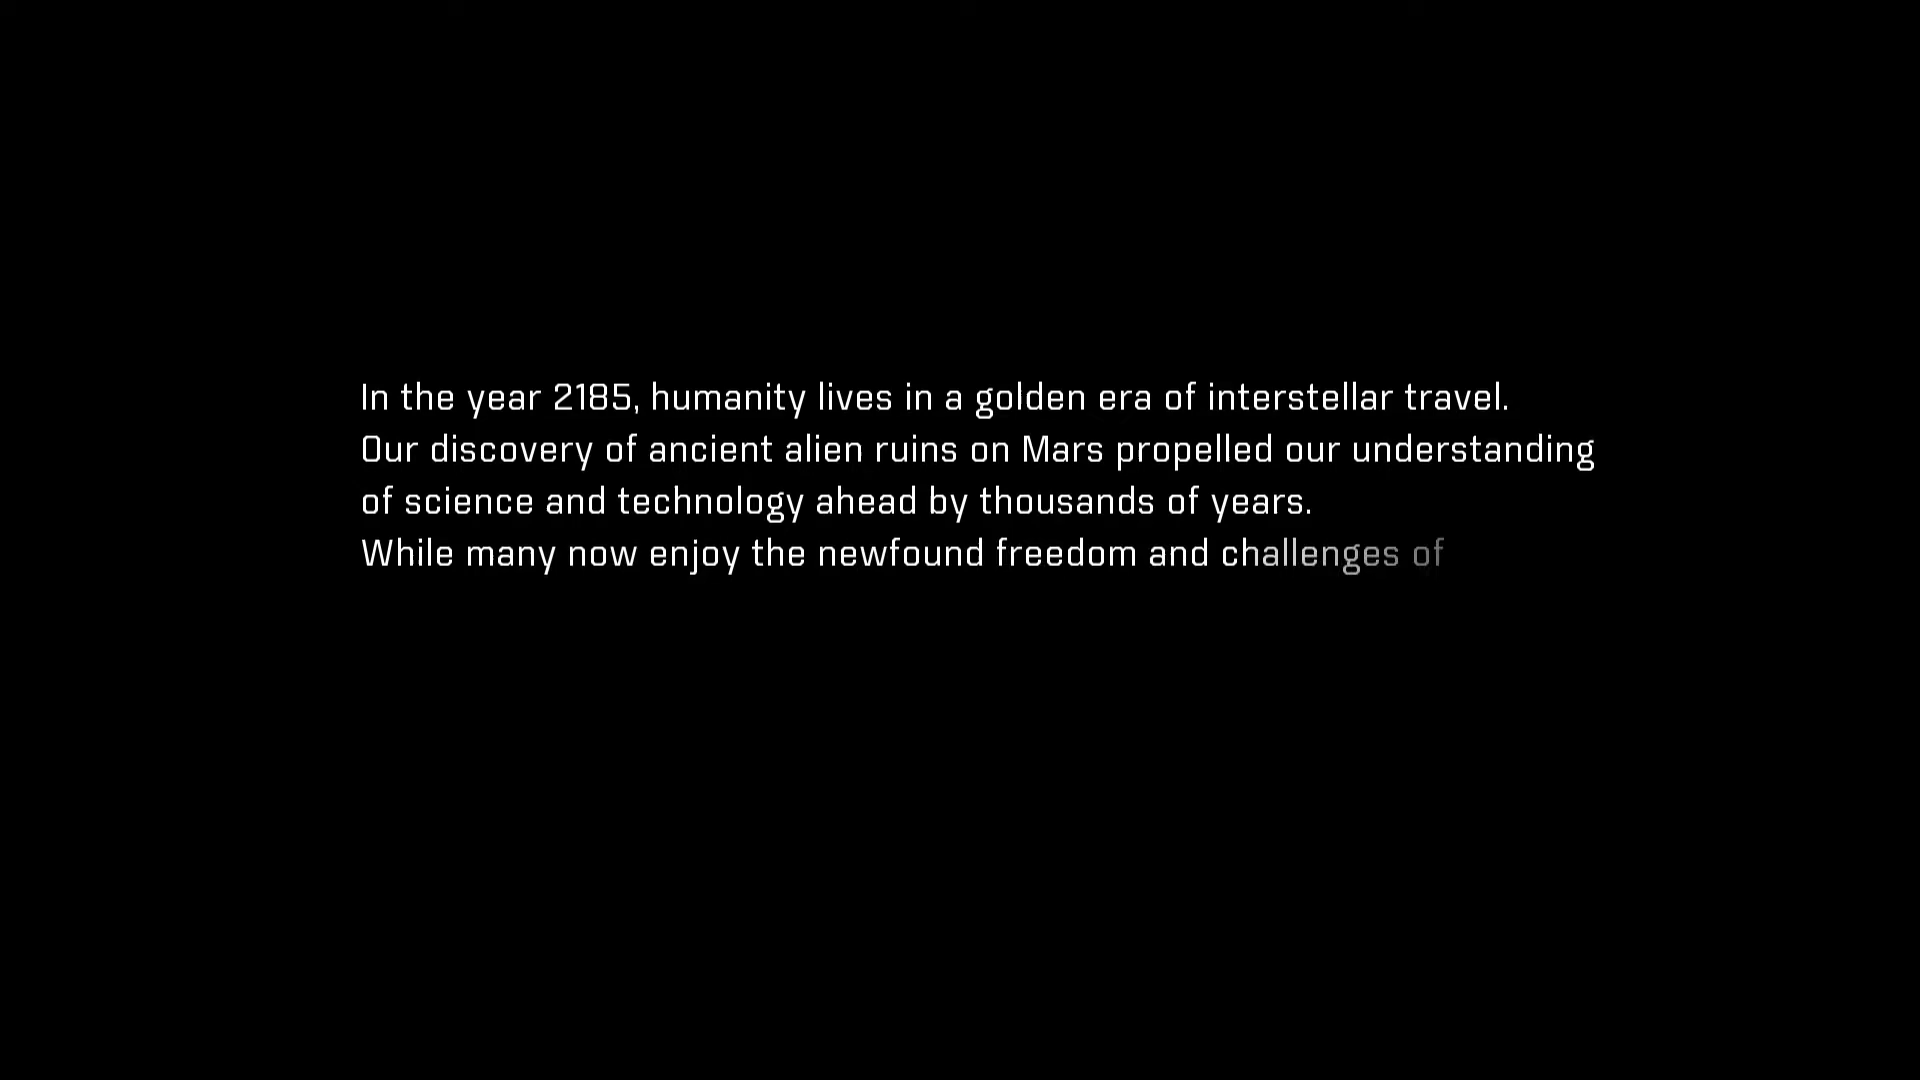 In the year 2185, humanity lives in a golden era of interstellar travel.
Our discovery of ancient alien ruins on Mars propelled our understanding
of science and technology ahead by thousands of years.
While many now enjoy the newfound freedom and challenges of